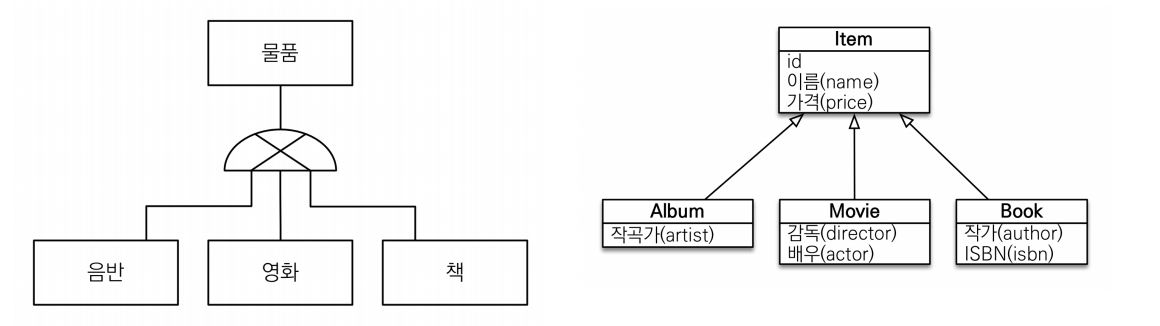 물품
음반
영화
책
Item
id
이름(name)
가격(price)
Album
작곡가(artist)
Movie
감독(director)
배우(actor)
Book
작가(author)
ISBN(isbn)